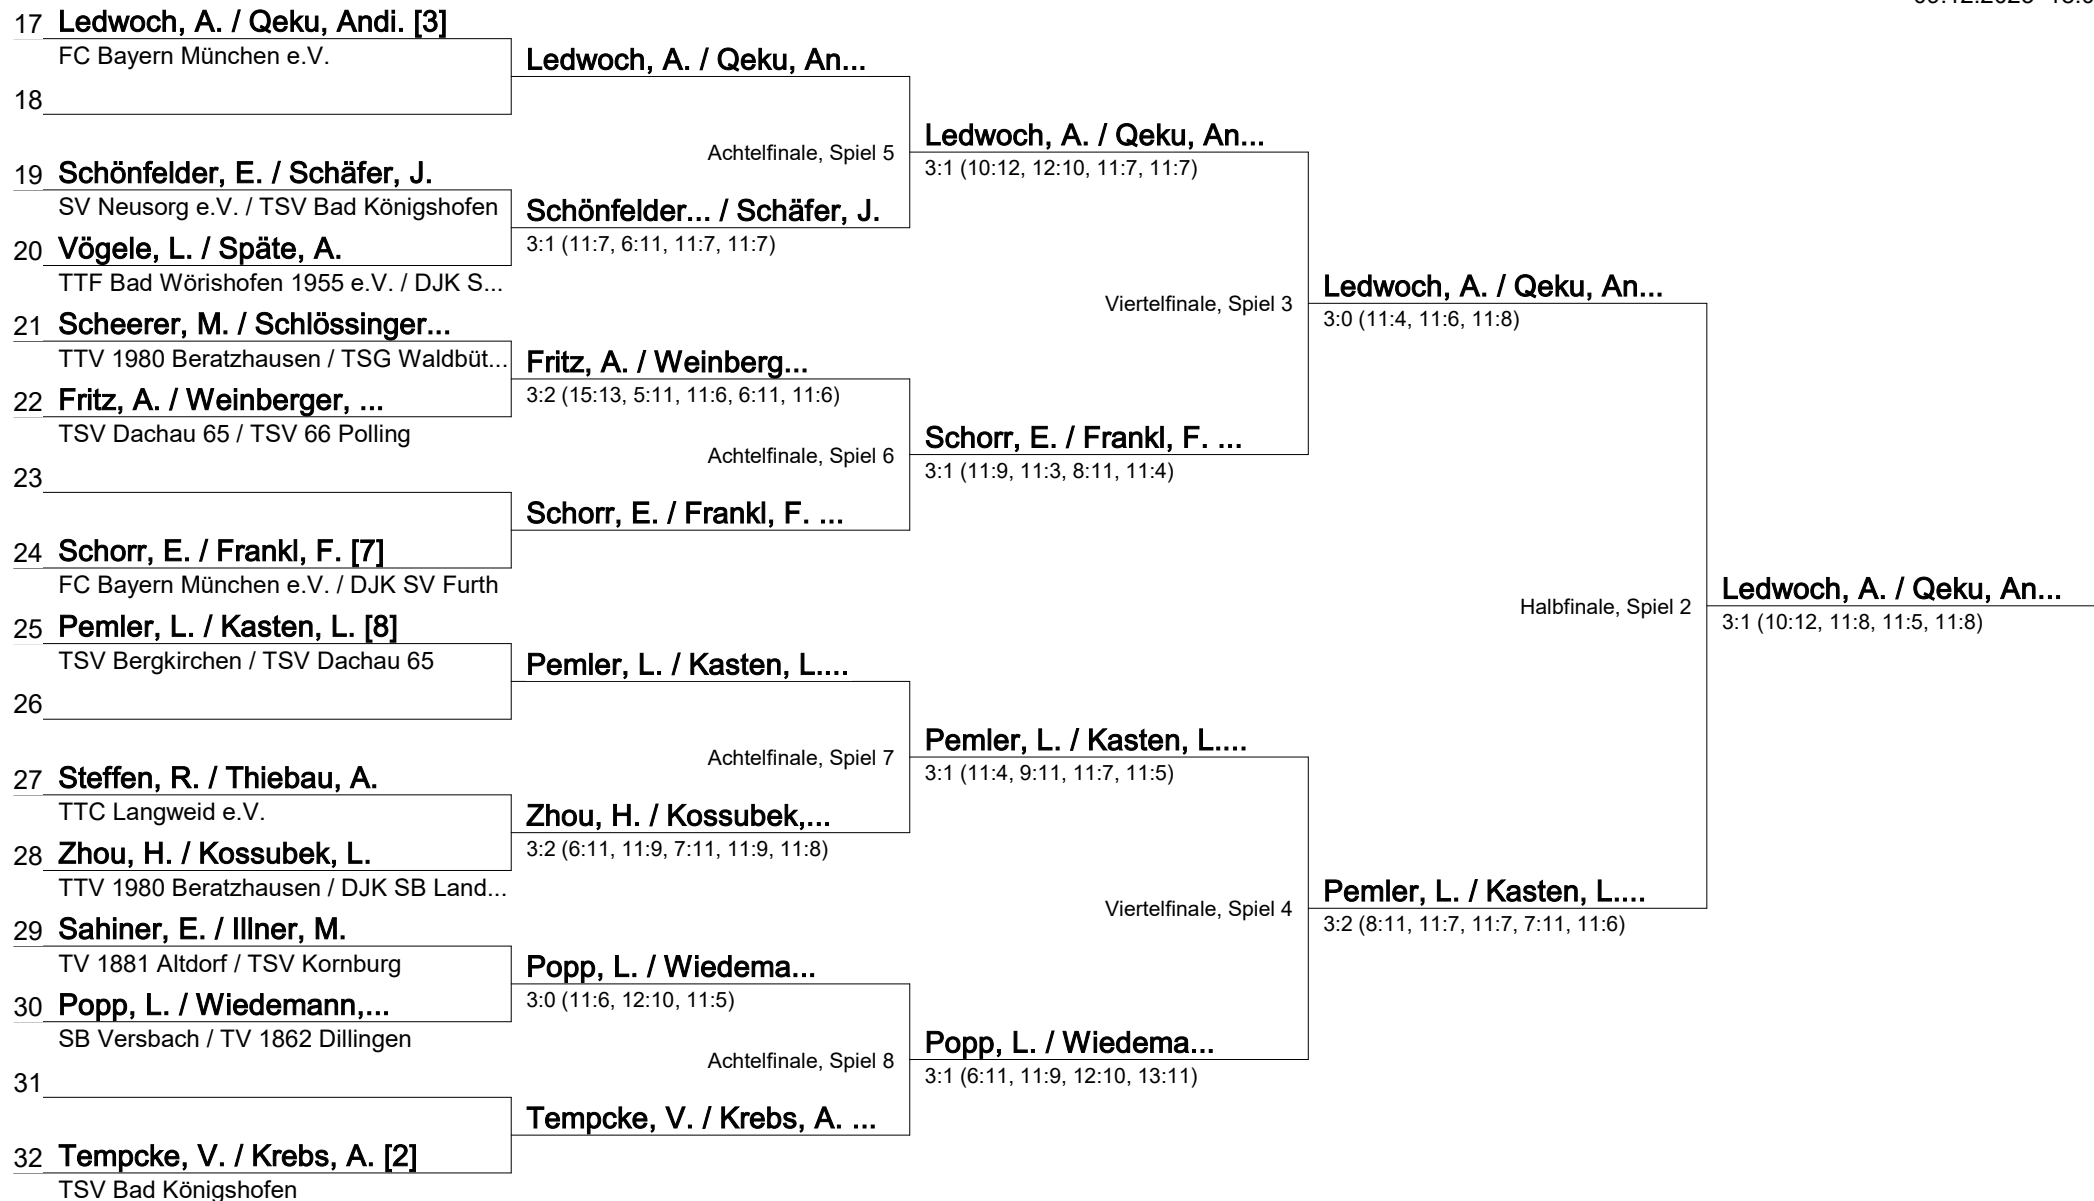 17 Ledwoch, A. / Qeku, Andi. [3]
FC Bayern München e.V.
Ledwoch, A. / Qeku, An...
18
Ledwoch, A. / Qeku, An...
Achtelfinale, Spiel 5
3:1 (10:12, 12:10, 11:7, 11:7)
19 Schönfelder, E. / Schäfer, J.
SV Neusorg e.V. / TSV Bad Königshofen
Schönfelder... / Schäfer, J.
3:1 (11:7, 6:11, 11:7, 11:7)
20 Vögele, L. / Späte, A.
TTF Bad Wörishofen 1955 e.V. / DJK S...
Viertelfinale, Spiel 3
Ledwoch, A. / Qeku, An...
3:0 (11:4, 11:6, 11:8)
21 Scheerer, M. / Schlössinger...
TTV 1980 Beratzhausen / TSG Waldbüt...
Fritz, A. / Weinberg...
3:2 (15:13, 5:11, 11:6, 6:11, 11:6)
22 Fritz, A. / Weinberger, ...
TSV Dachau 65 / TSV 66 Polling
Schorr, E. / Frankl, F. ...
Achtelfinale, Spiel 6
3:1 (11:9, 11:3, 8:11, 11:4)
23
Schorr, E. / Frankl, F. ...
24 Schorr, E. / Frankl, F. [7]
FC Bayern München e.V. / DJK SV Furth
Halbfinale, Spiel 2
Ledwoch, A. / Qeku, An...
3:1 (10:12, 11:8, 11:5, 11:8)
25 Pemler, L. / Kasten, L. [8]
TSV Bergkirchen / TSV Dachau 65
Pemler, L. / Kasten, L....
26
Pemler, L. / Kasten, L....
Achtelfinale, Spiel 7
3:1 (11:4, 9:11, 11:7, 11:5)
27 Steffen, R. / Thiebau, A.
TTC Langweid e.V.
Zhou, H. / Kossubek,...
3:2 (6:11, 11:9, 7:11, 11:9, 11:8)
28 Zhou, H. / Kossubek, L.
TTV 1980 Beratzhausen / DJK SB Land...
Viertelfinale, Spiel 4
Pemler, L. / Kasten, L....
3:2 (8:11, 11:7, 11:7, 7:11, 11:6)
29 Sahiner, E. / Illner, M.
TV 1881 Altdorf / TSV Kornburg
Popp, L. / Wiedema...
3:0 (11:6, 12:10, 11:5)
30 Popp, L. / Wiedemann,...
SB Versbach / TV 1862 Dillingen
Popp, L. / Wiedema...
Achtelfinale, Spiel 8
3:1 (6:11, 11:9, 12:10, 13:11)
31
Tempcke, V. / Krebs, A. ...
32 Tempcke, V. / Krebs, A. [2]
TSV Bad Königshofen